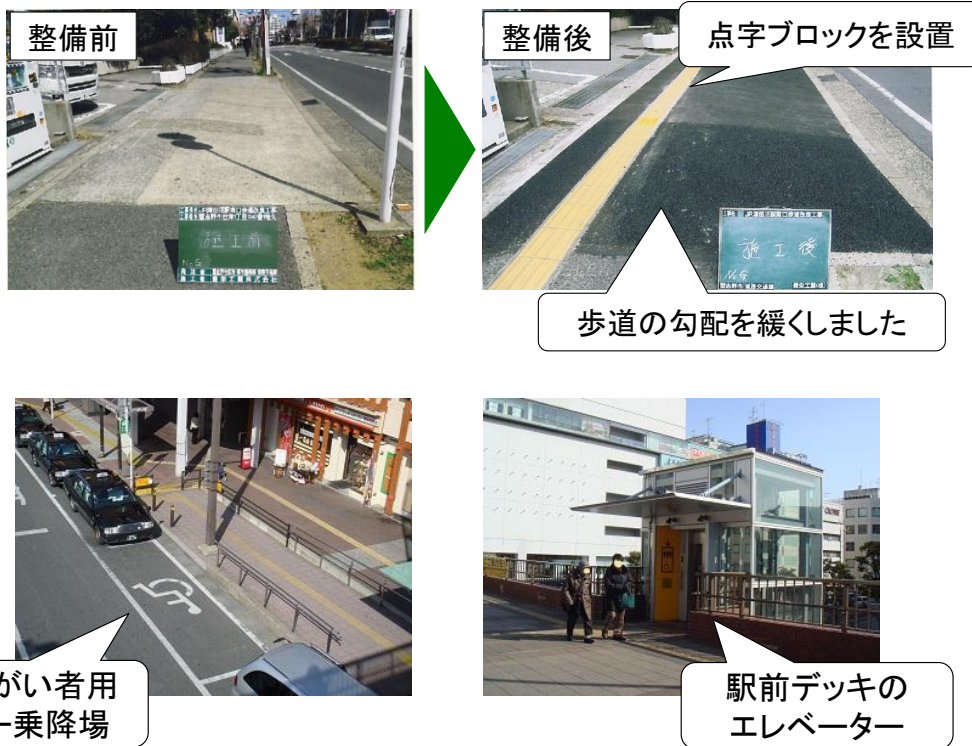 整備前
整備後
点字ブロックを設置
施工前
No.G
施工後
No.G
歩道の勾配を緩くしました
がい者用
ー乗降場
駅前デッキの
エレベーター